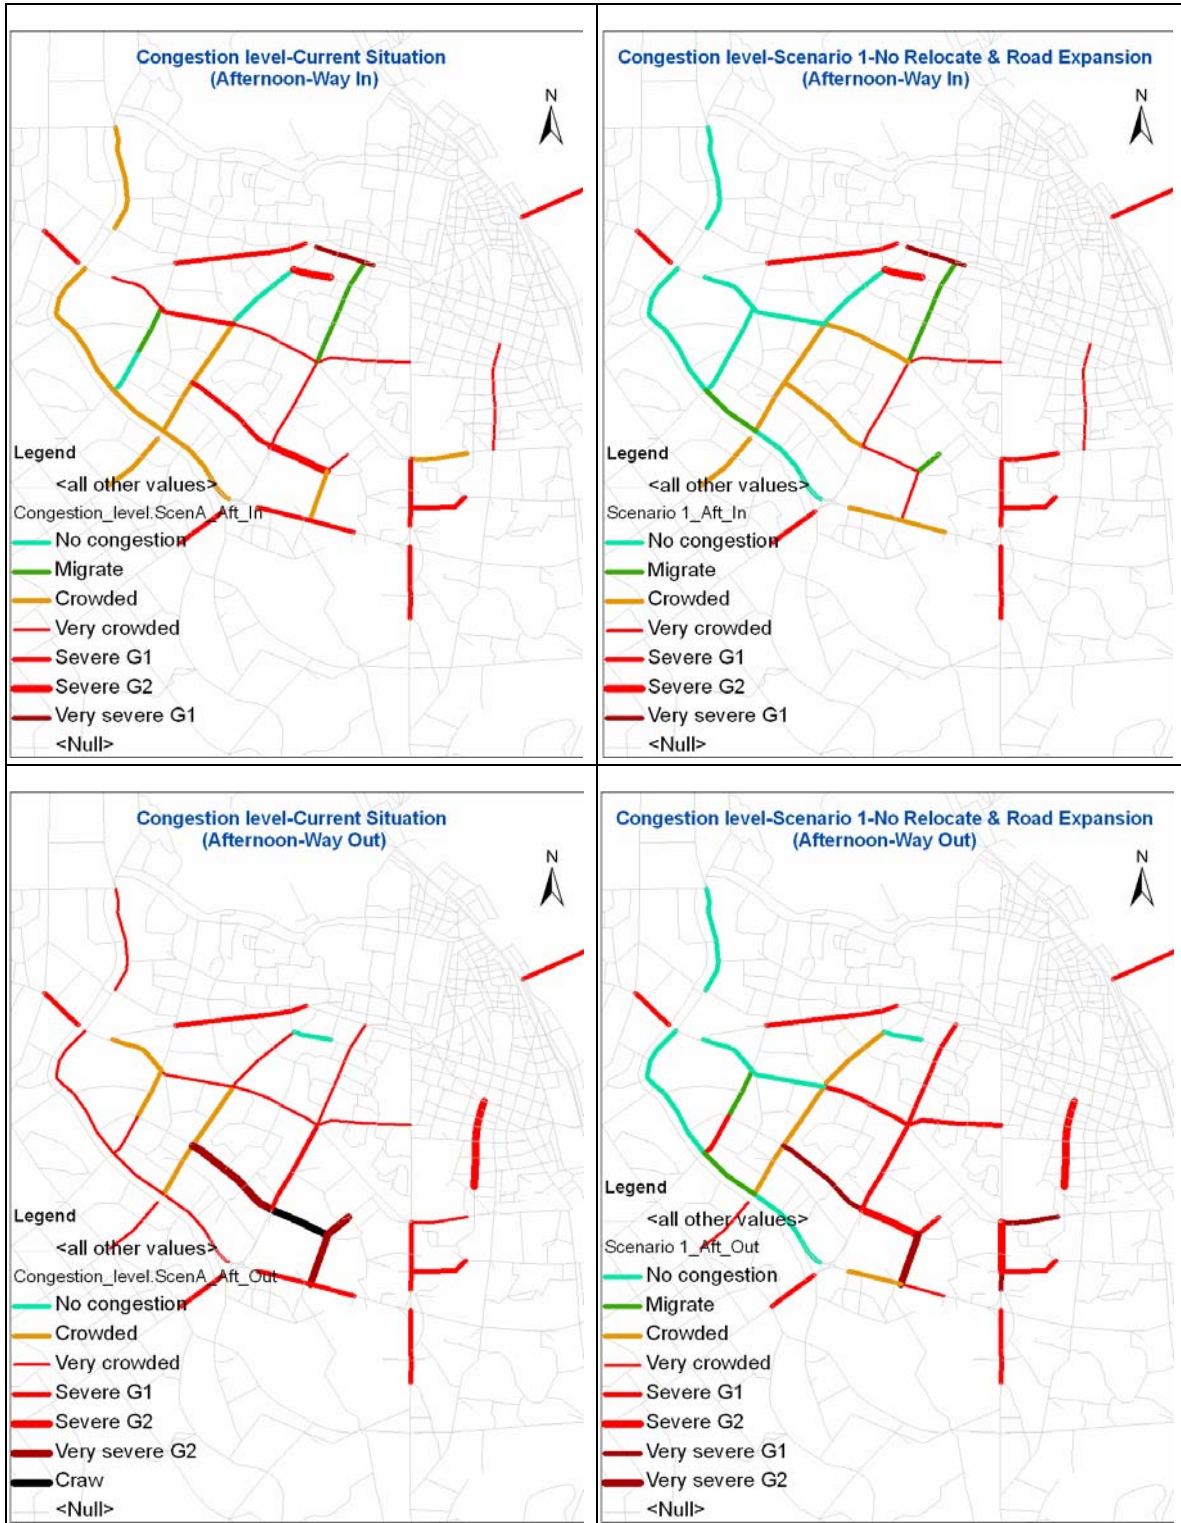 Congestion level-Current Situation
(Afternoon-Way In)
N
Legend
<all other values>
Congestion_level.ScenA_Aft_In
No congestion
Migrate
Crowded
Very crowded
Severe G1
Severe G2
Very severe G1
<Null>
Congestion level-Scenario 1-No Relocate & Road Expansion
(Afternoon-Way In)
N
Legend
<all other values>
Scenario 1_Aft_In
No congestion
Migrate
Crowded
Very crowded
Severe G1
Severe G2
Very severe G1
<Null>
Congestion level-Current Situation
(Afternoon-Way Out)
N
Legend
<all other values>
Congestion_level.ScenA_Aft_Out
No congestion
Crowded
Very crowded
Severe G1
Severe G2
Very severe G2
Craw
<Null>
Congestion level-Scenario 1-No Relocate & Road Expansion
(Afternoon-Way Out)
N
Legend
<all other values>
Scenario 1_Aft_Out
No congestion
Migrate
Crowded
Very crowded
Severe G1
Severe G2
Very severe G1
Very severe G2
<Null>